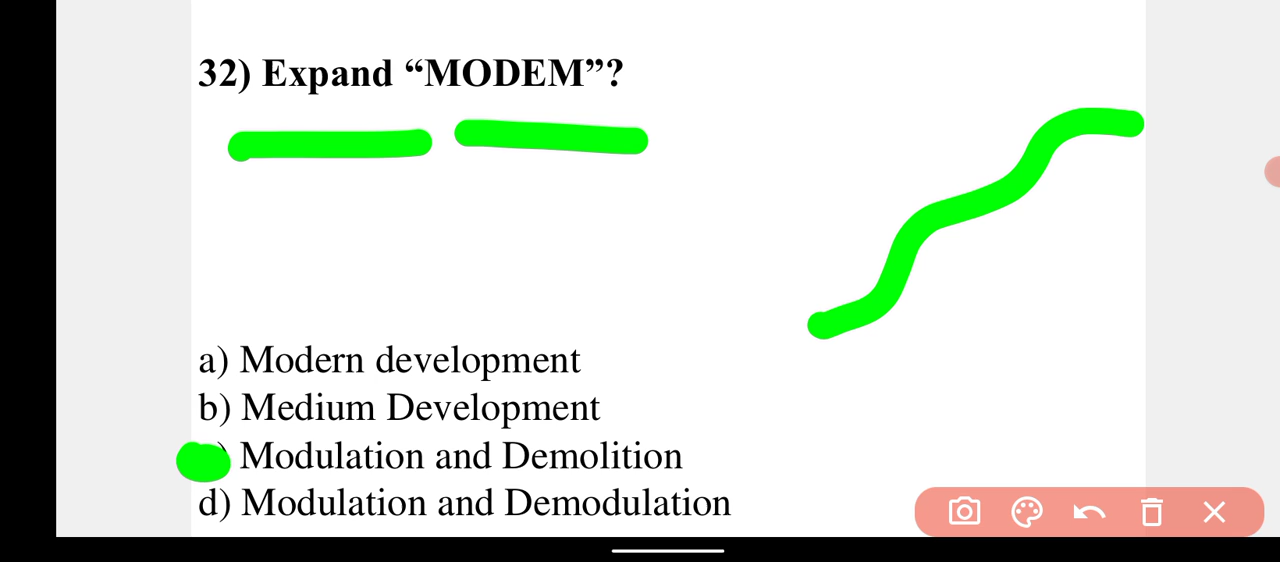 32) Expand “MODEM”?
a) Modern development
b) Medium Development
) Modulation and Demolition
d) Modulation and Demodulation